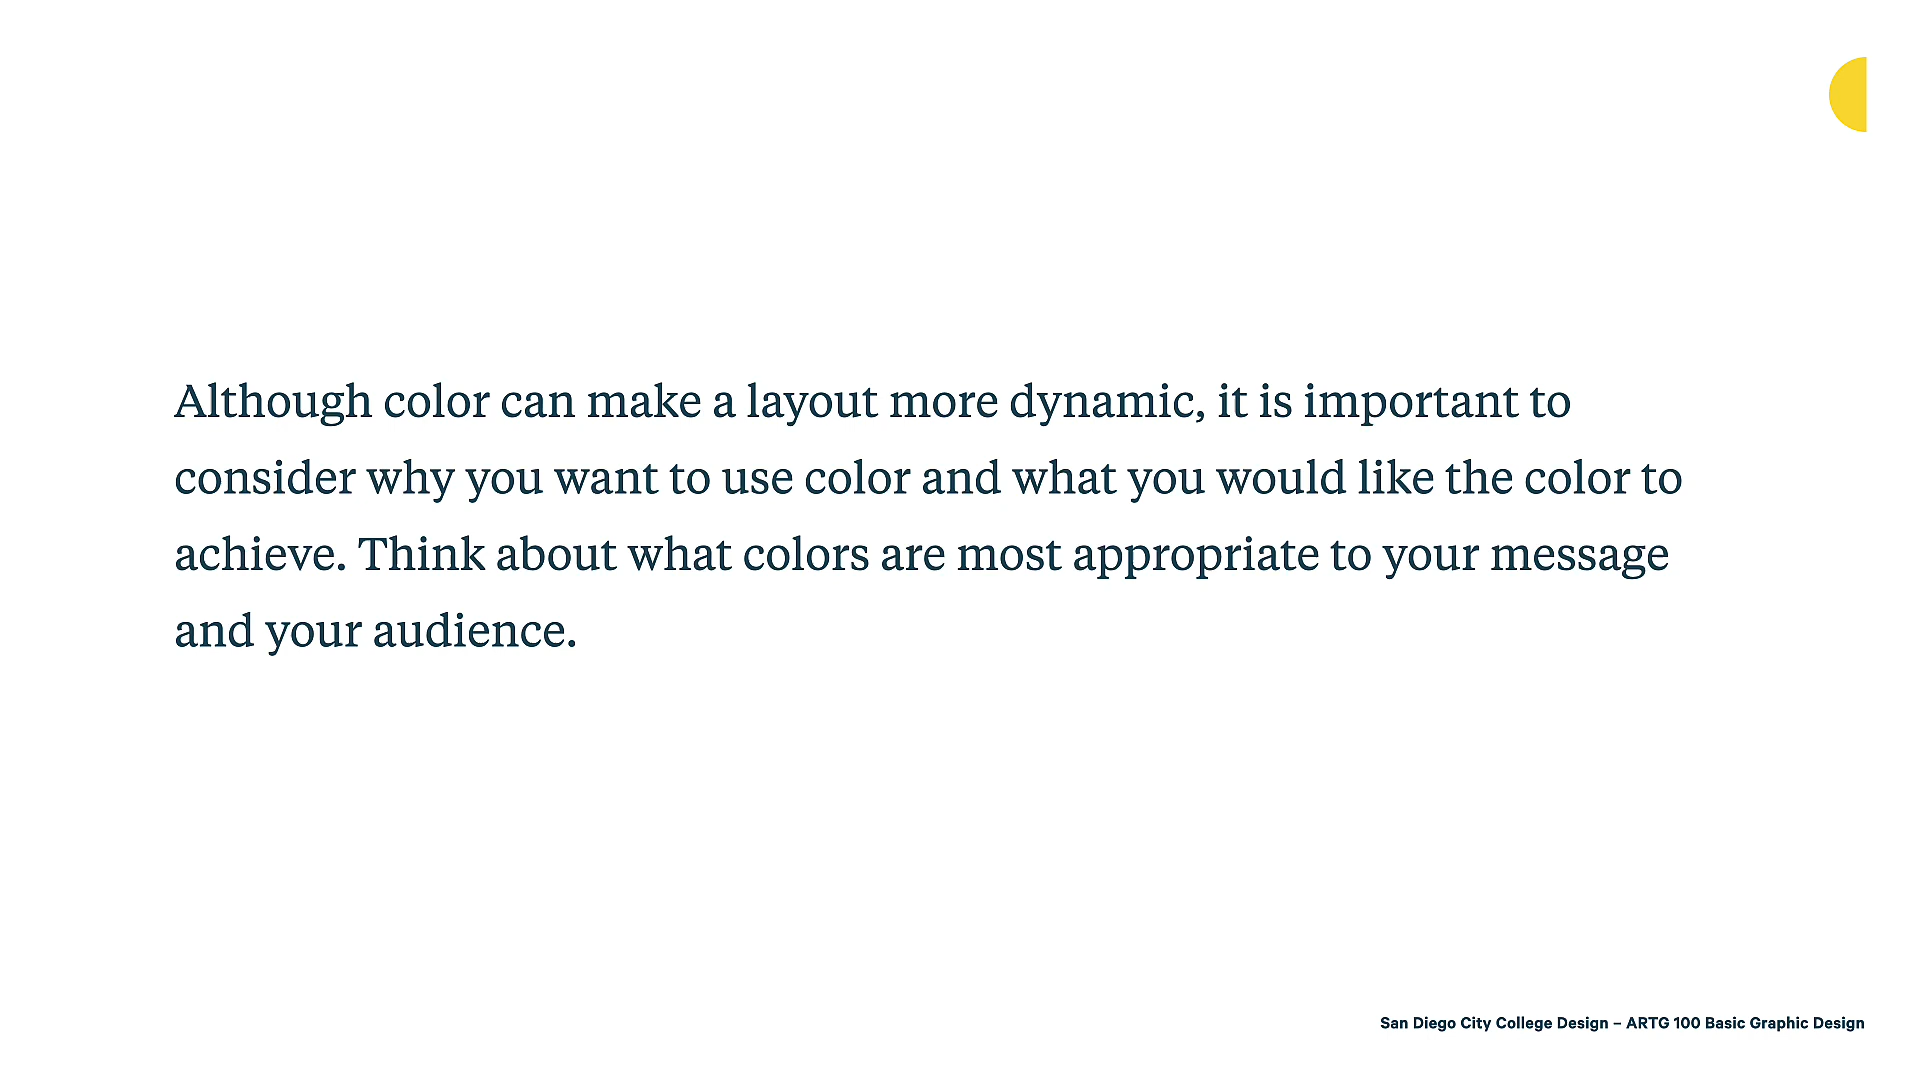 Although color can make a layout more dynamic, it is important to
consider why you want to use color and what you would like the color to
achieve. Think about what colors are most appropriate to your message
and your audience.
San Diego City College Design – ARTG 100 Basic Graphic Design